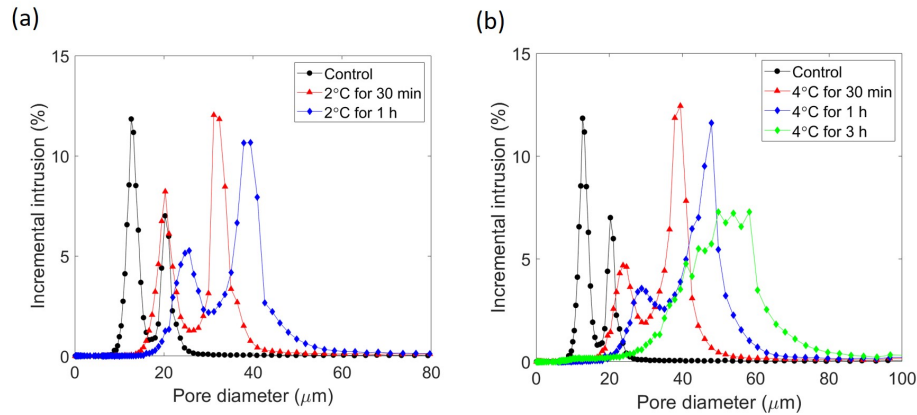 (a)
15
10
5
0
0
20
40
60
80
Incremental intrusion (%)
Pore diameter (μm)
Control
2°C for 30 min
2°C for 1 h
(b)
15
10
5
0
0
20
40
60
80
100
Incremental intrusion (%)
Pore diameter (μm)
Control
4°C for 30 min
4°C for 1 h
4°C for 3 h